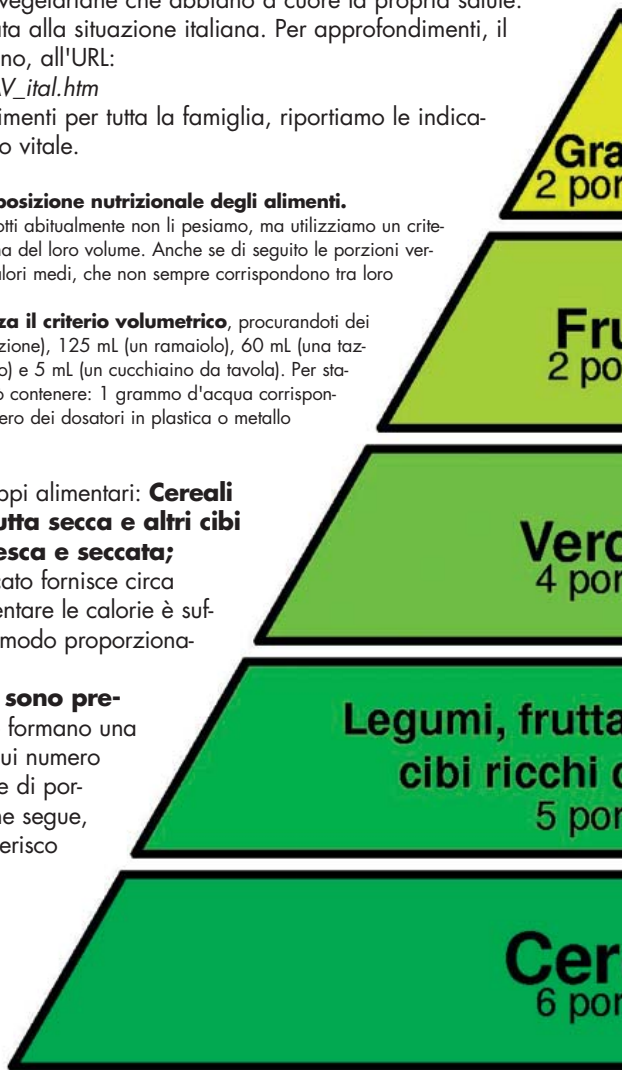 vegetariane che abbiano a cuore la propria salute.
ta alla situazione italiana. Per approfondimenti, il
no, all'URL:
V_ital.htm
imenti per tutta la famiglia, riportiamo le indica-
o vitale.
posizione nutrizionale degli alimenti.
otti abitualmente non li pesiamo, ma utilizziamo un crite-
na del loro volume. Anche se di seguito le porzioni ver-
alori medi, che non sempre corrispondono tra loro
za il criterio volumetrico, procurandoti dei
zione), 125 mL (un ramaiolo), 60 mL (una taz-
o) e 5 mL (un cucchiaino da tavola). Per sta-
o contenere: 1 grammo d'acqua corrispon-
ero dei dosatori in plastica o metallo
ppi alimentari: Cereali
utta secca e altri cibi
esca e seccata;
cato fornisce circa
entare le calorie è suf-
modo proporziona-
sono pre-
formano una
ui numero
e di por-
ne segue,
erisco
Gra
2 por
Fru
2 po
Verd
4 por
Legumi, frutta
cibi ricchi
5 por
Cer
6 por